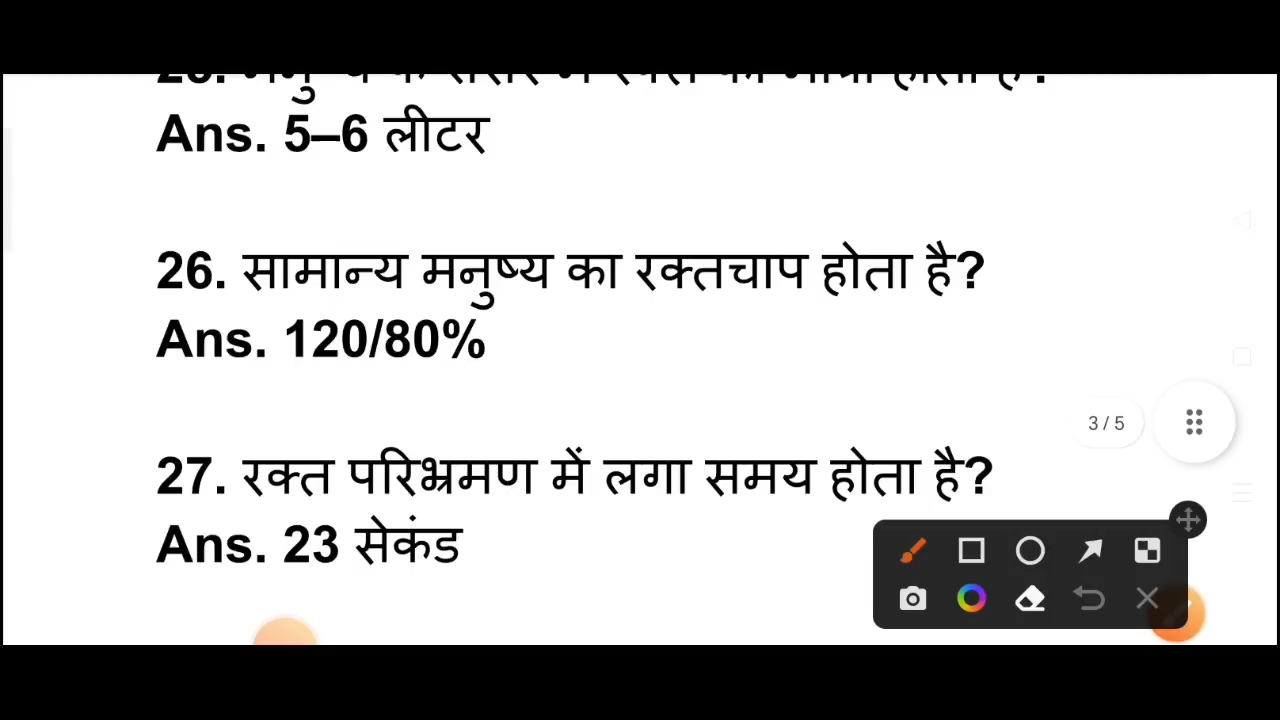 Ans. 5–6 लीटर
26. सामान्य मनुष्य का रक्तचाप होता है?
Ans. 120/80%
27. रक्त परिभ्रमण में लगा समय होता है?
Ans. 23 सेकंड
3 / 5